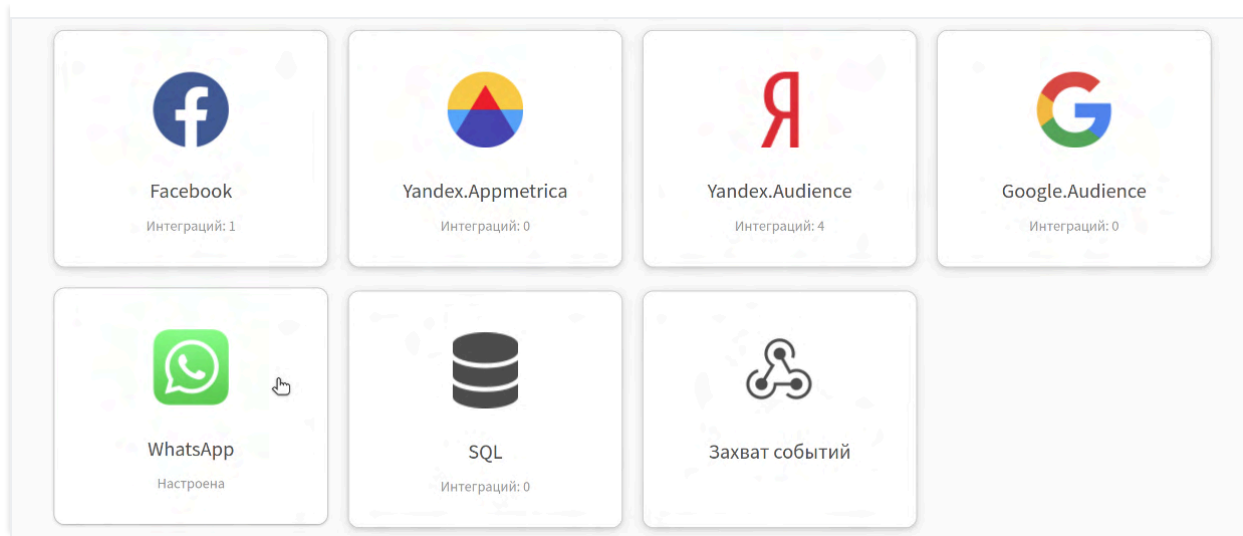 Facebook
Интеграций: 1
Yandex.Appmetrica
Интеграций: 0
Yandex.Audience
Интеграций: 4
Google.Audience
Интеграций: 0
WhatsApp
Настроена
SQL
Интеграций: 0
Захват событий